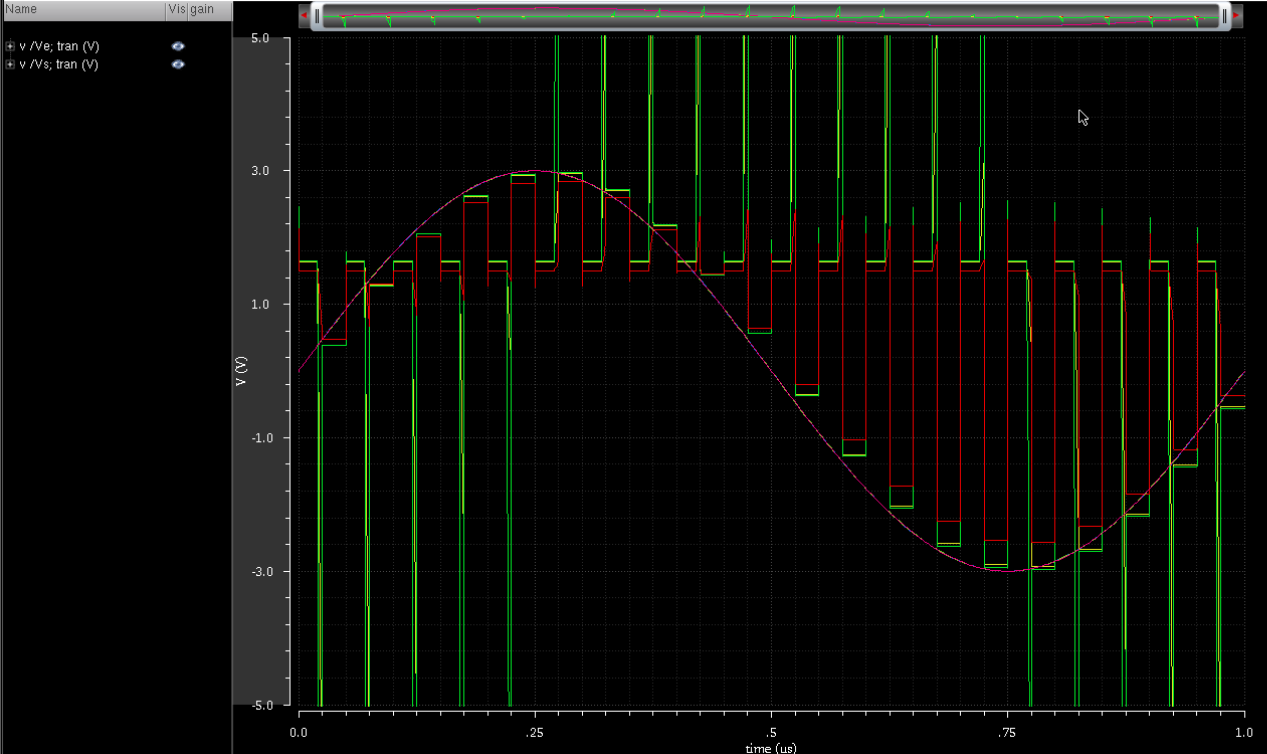 Name Vis gain
v /Ve; tran (V)
v /Vs; tran (V)
5.0
3.0
1.0
V (V)
-1.0
-3.0
-5.0
0.0 .25 .5 .75 1.0
time (us)